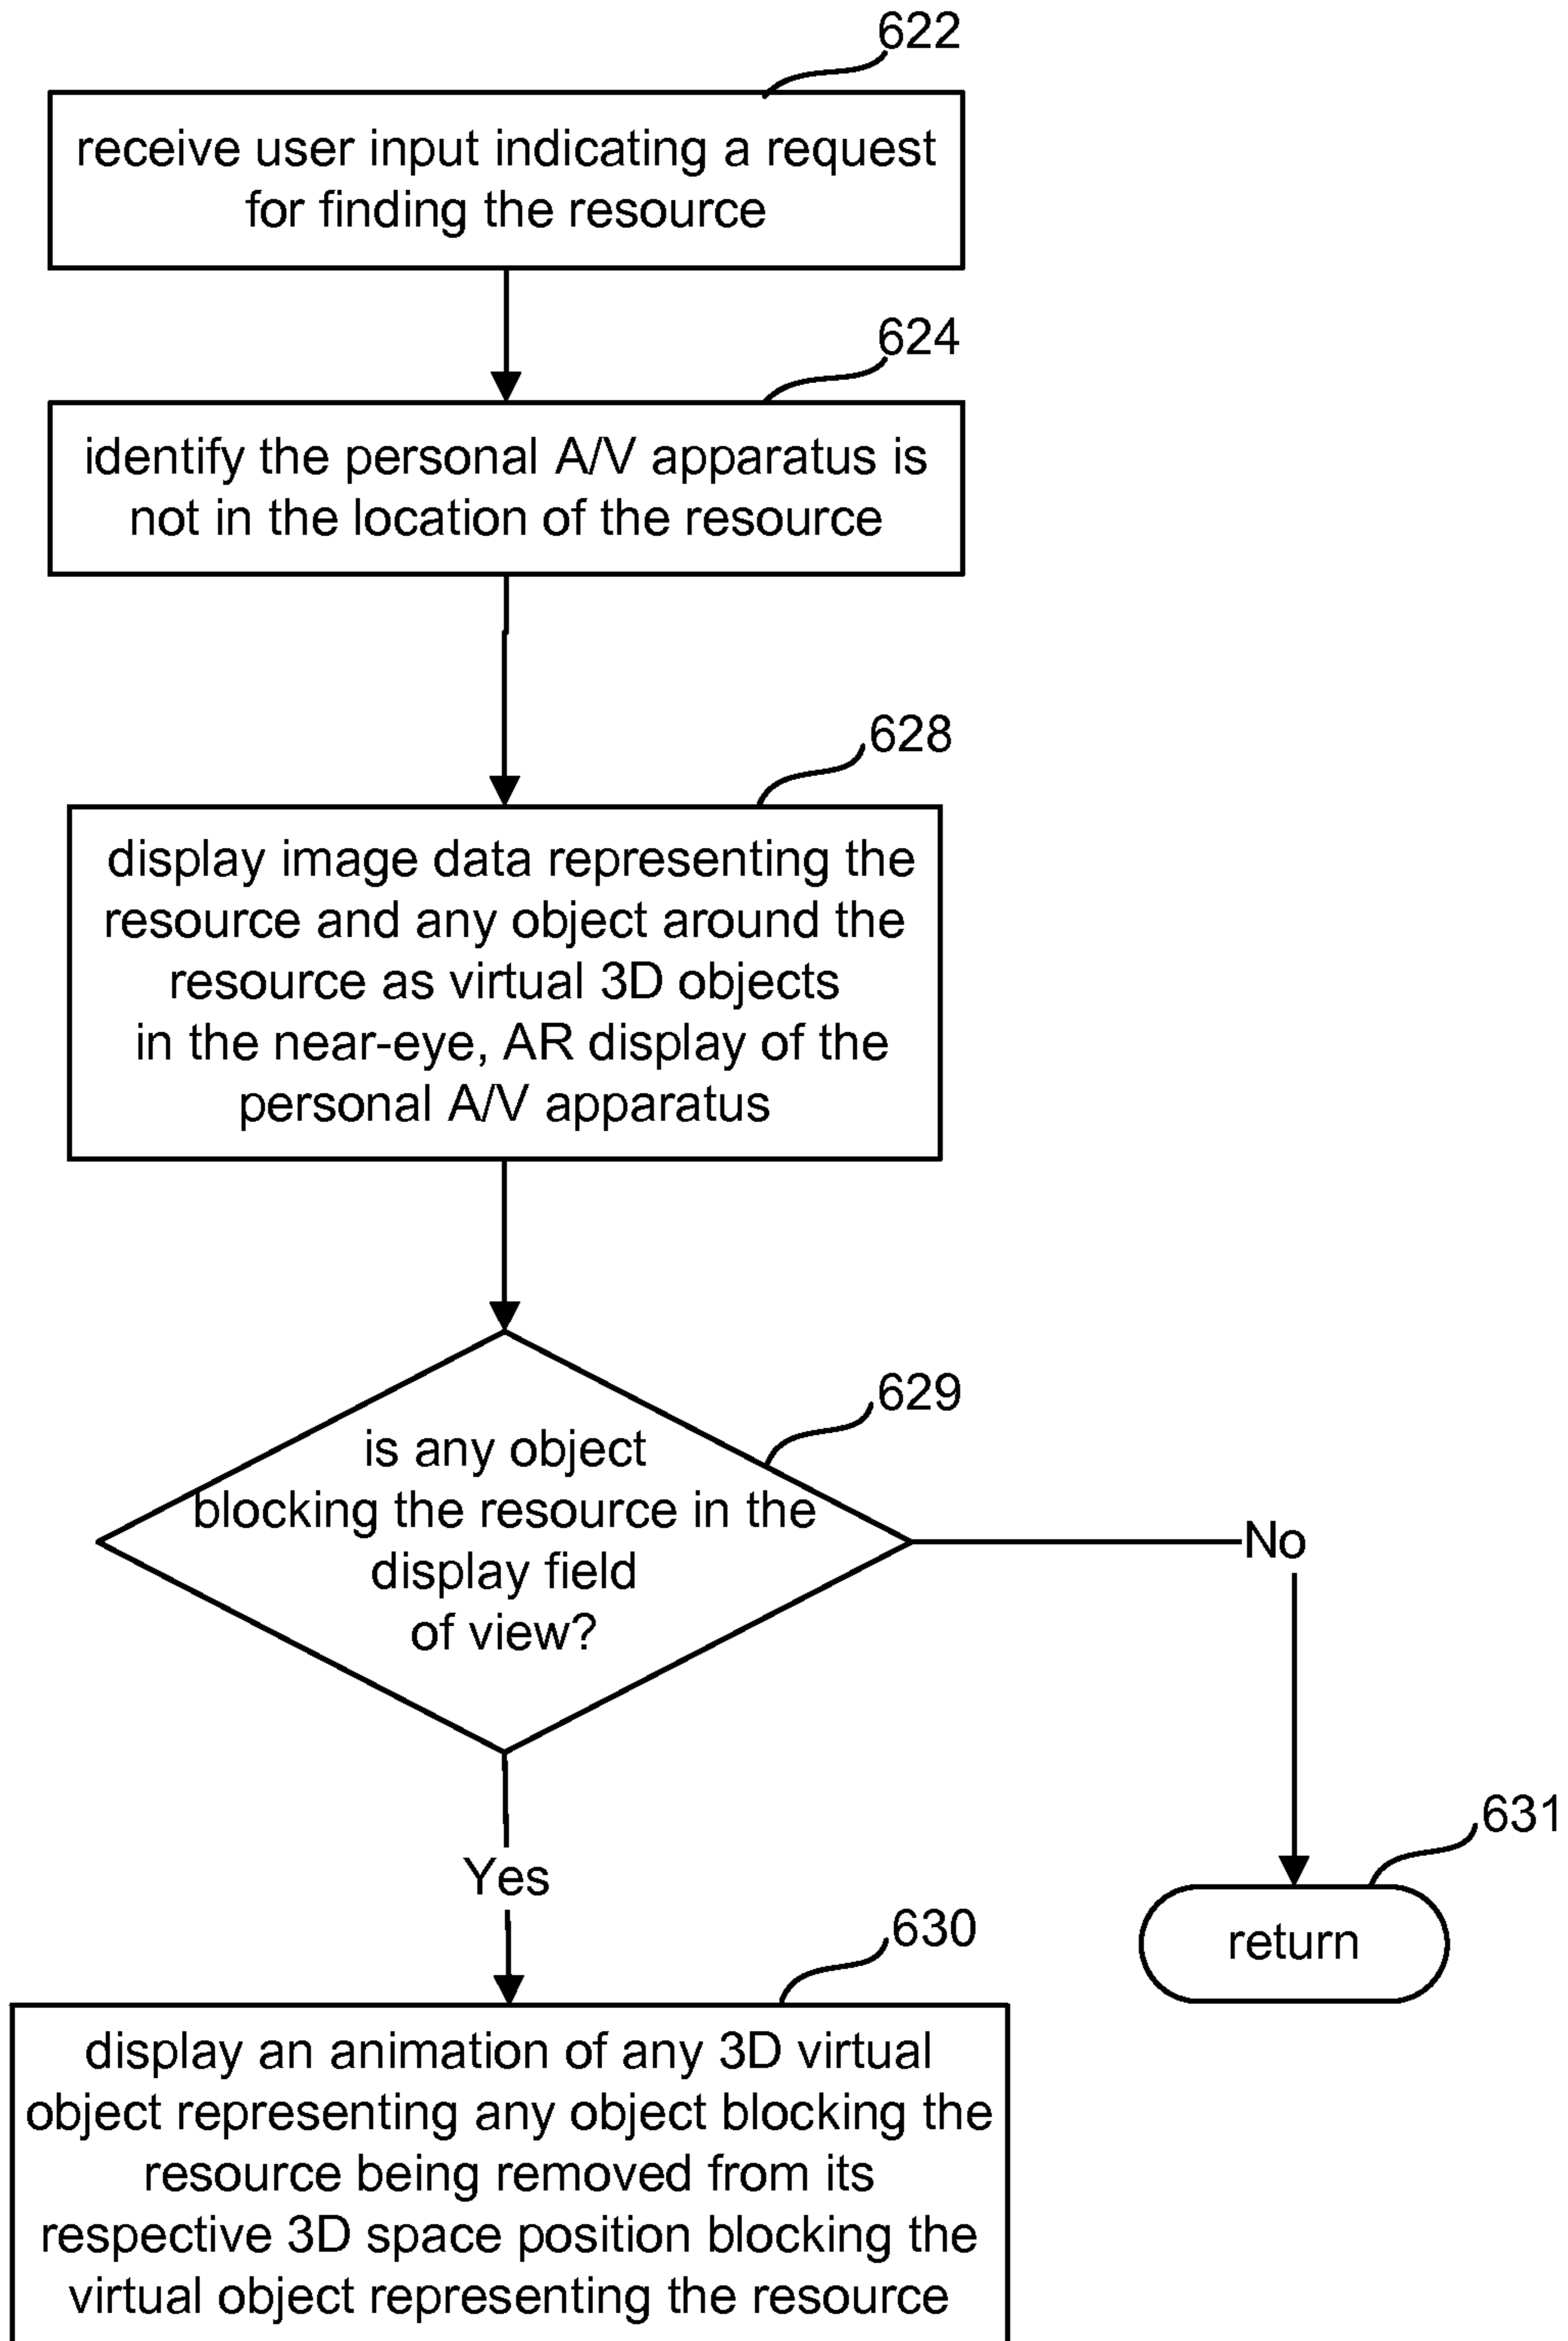 622
receive user input indicating a request
for finding the resource
624
identify the personal A/V apparatus is
not in the location of the resource
628
display image data representing the
resource and any object around the
resource as virtual 3D objects
in the near-eye, AR display of the
personal A/V apparatus
629
is any object
blocking the resource in the
display field
of view?
No
Yes
631
return
630
display an animation of any 3D virtual
object representing any object blocking the
resource being removed from its
respective 3D space position blocking the
virtual object representing the resource